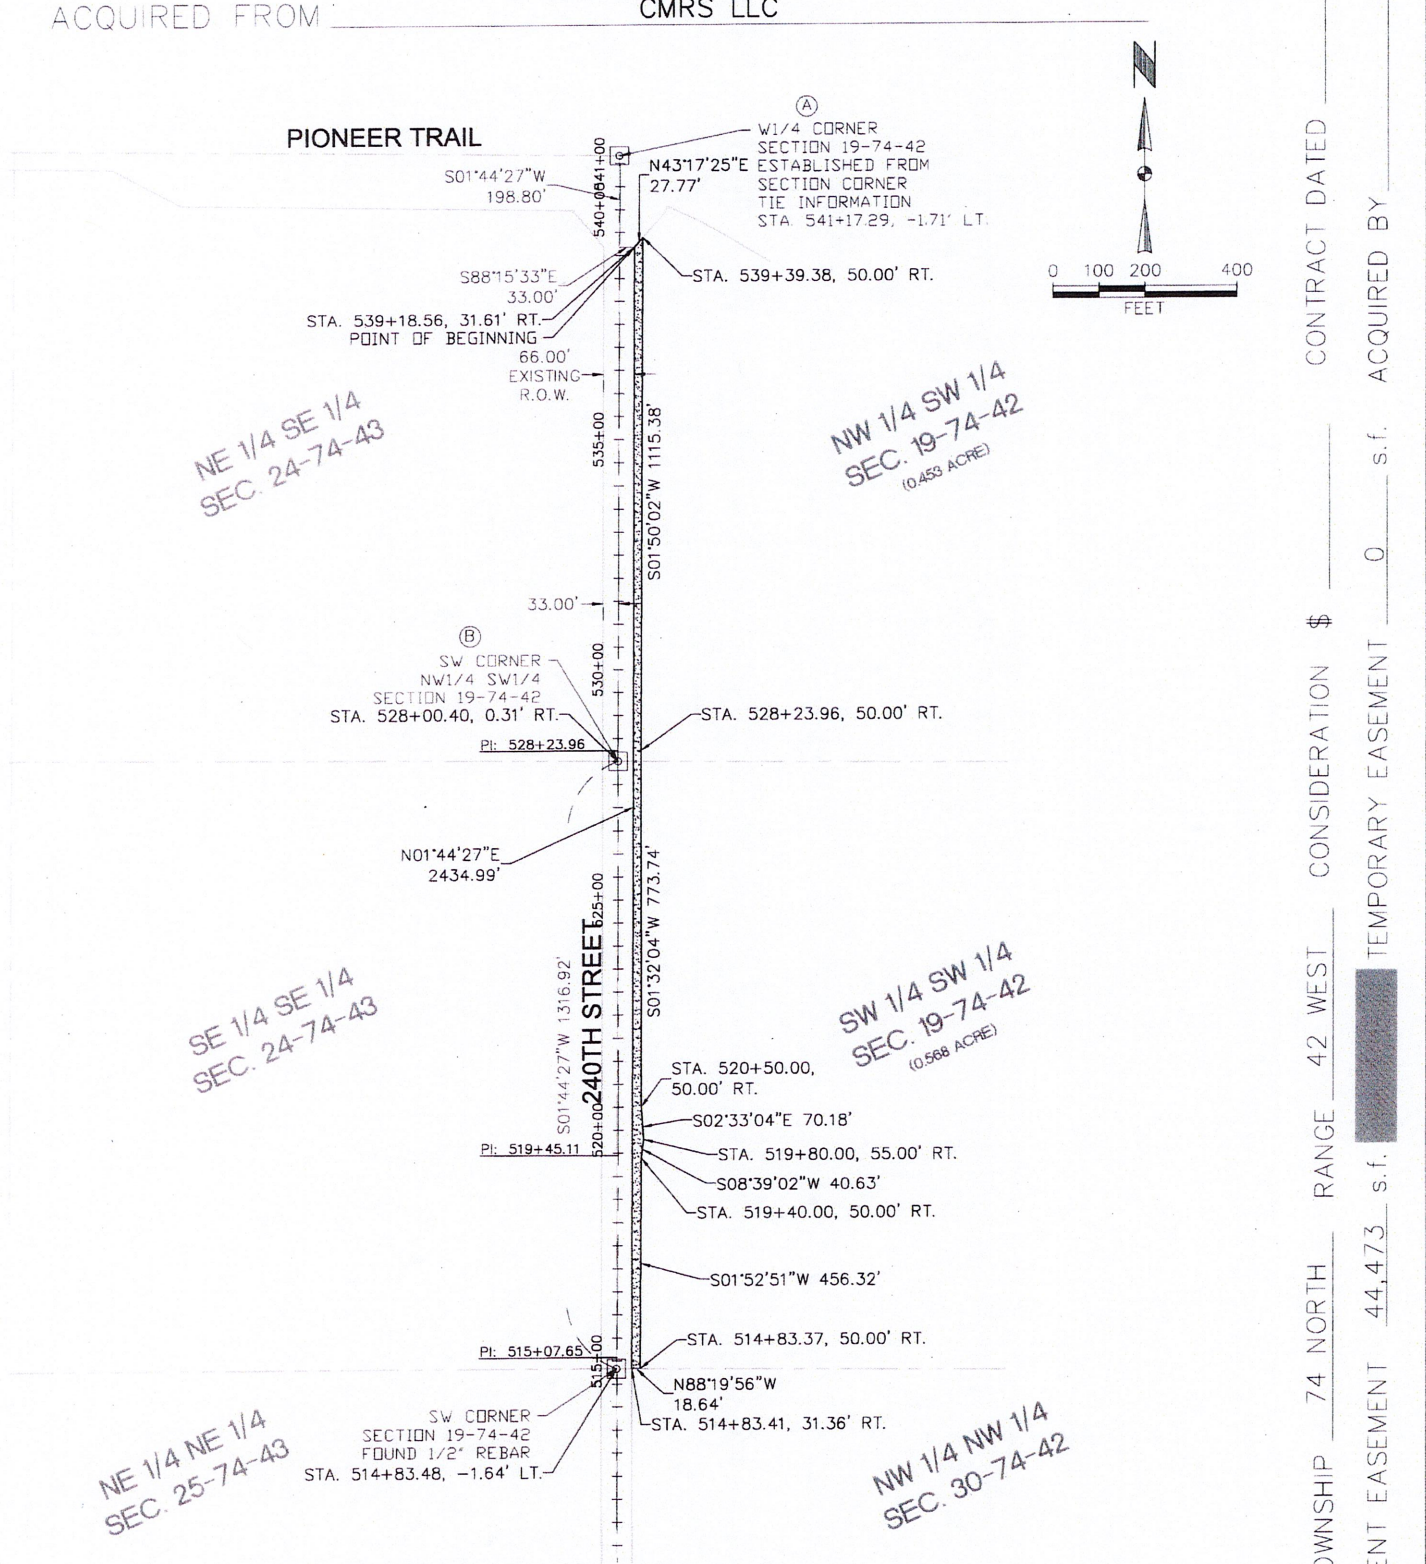 ACQUIRED FROM CMRS LLC
N
PIONEER TRAIL
Ⓐ
W1/4 CORNER
SECTION 19-74-42
ESTABLISHED FROM
SECTION CORNER
TIE INFORMATION
STA. 541+17.29, -1.71' LT.
S01°44'27"W
198.80'
540+00
541+00
N43°17'25"E
27.77'
STA. 539+39.38, 50.00' RT.
0 100 200 400
FEET
S88°15'33"E
33.00'
STA. 539+18.56, 31.61' RT.
POINT OF BEGINNING
66.00'
EXISTING
R.O.W.
NE 1/4 SE 1/4
SEC. 24-74-43
535+00
S01°50'02"W 1115.38'
NW 1/4 SW 1/4
SEC. 19-74-42
(0.453 ACRE)
33.00'
Ⓑ
SW CORNER
NW1/4 SW1/4
SECTION 19-74-42
STA. 528+00.40, 0.31' RT.
530+00
PI: 528+23.96
STA. 528+23.96, 50.00' RT.
N01°44'27"E
2434.99'
525+00
240TH STREET
S01°44'27"W 1316.92'
S01°32'04"W 773.74'
SE 1/4 SE 1/4
SEC. 24-74-43
SW 1/4 SW 1/4
SEC. 19-74-42
(0.568 ACRE)
STA. 520+50.00,
50.00' RT.
S02°33'04"E 70.18'
520+00
PI: 519+45.11
STA. 519+80.00, 55.00' RT.
S08°39'02"W 40.63'
STA. 519+40.00, 50.00' RT.
S01°52'51"W 456.32'
STA. 514+83.37, 50.00' RT.
PI: 515+07.65
515+00
N88°19'56"W
18.64'
STA. 514+83.41, 31.36' RT.
SW CORNER
SECTION 19-74-42
FOUND 1/2" REBAR
STA. 514+83.48, -1.64' LT.
NE 1/4 NE 1/4
SEC. 25-74-43
NW 1/4 NW 1/4
SEC. 30-74-42
OWNSHIP 74 NORTH RANGE 42 WEST CONSIDERATION $ CONTRACT DATED
ENT EASEMENT 44,473 s.f. TEMPORARY EASEMENT 0 s.f. ACQUIRED BY